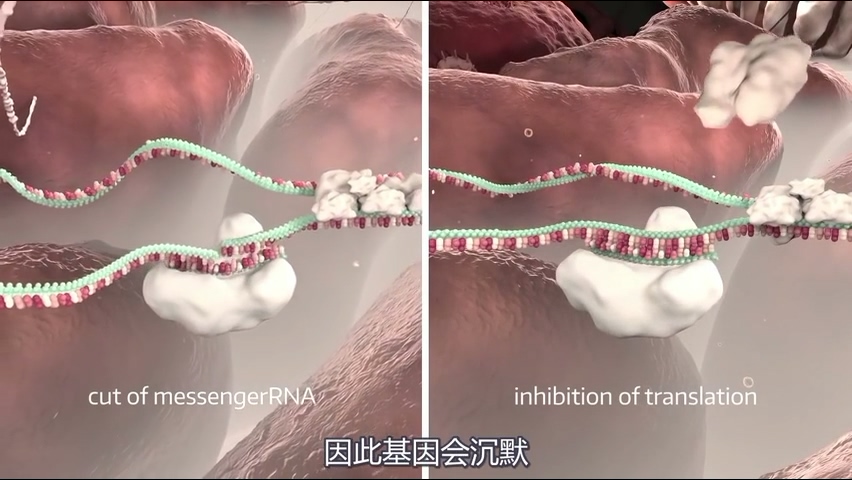 cut of messengerRNA
inhibition of translation
因此基因会沉默